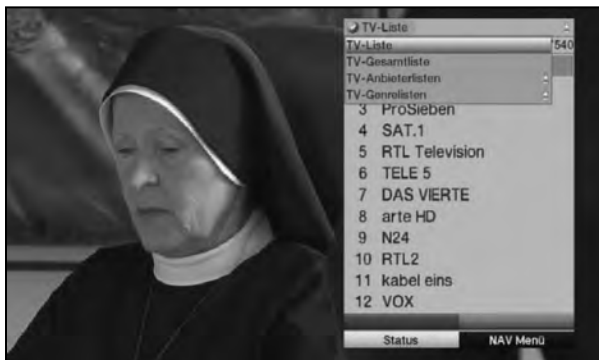 TV-Liste
TV-Liste 540
TV-Gesamtliste
TV-Anbieterlisten
TV-Genrelisten
3 ProSieben
4 SAT.1
5 RTL Television
6 TELE 5
7 DAS VIERTE
8 arte HD
9 N24
10 RTL2
11 kabel eins
12 VOX
Status NAV Menü